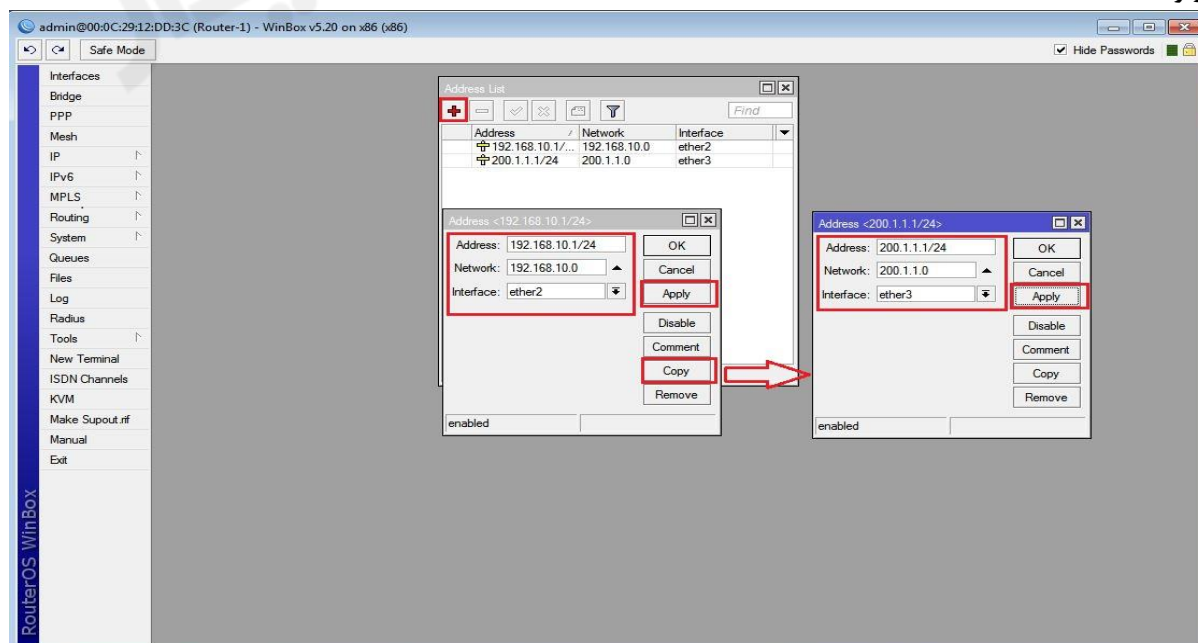 admin@00:0C:29:12:DD:3C (Router-1) - WinBox v5.20 on x86 (x86)
Safe Mode
Hide Passwords
Interfaces
Bridge
PPP
Mesh
IP
IPv6
MPLS
Routing
System
Queues
Files
Log
Radius
Tools
New Terminal
ISDN Channels
KVM
Make Supout.rif
Manual
Exit
RouterOS WinBox
Address List
Find
Address / Network Interface
192.168.10.1/... 192.168.10.0 ether2
200.1.1.1/24 200.1.1.0 ether3
Address <192.168.10.1/24>
Address: 192.168.10.1/24 OK
Network: 192.168.10.0 Cancel
Interface: ether2 Apply
Disable
Comment
Copy
Remove
enabled
Address <200.1.1.1/24>
Address: 200.1.1.1/24 OK
Network: 200.1.1.0 Cancel
Interface: ether3 Apply
Disable
Comment
Copy
Remove
enabled